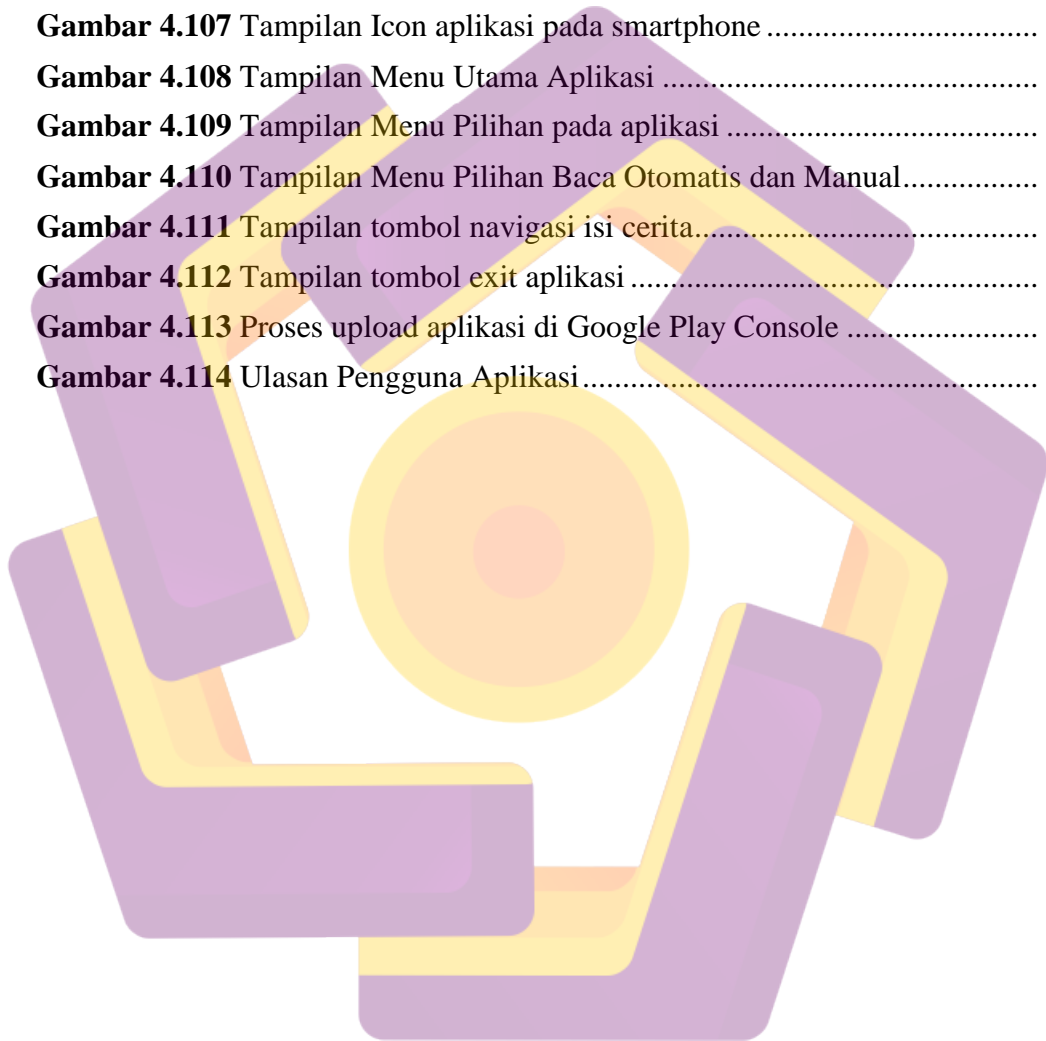 Gambar 4.107 Tampilan Icon aplikasi pada smartphone ................................
Gambar 4.108 Tampilan Menu Utama Aplikasi .............................................
Gambar 4.109 Tampilan Menu Pilihan pada aplikasi .....................................
Gambar 4.110 Tampilan Menu Pilihan Baca Otomatis dan Manual................
Gambar 4.111 Tampilan tombol navigasi isi cerita.........................................
Gambar 4.112 Tampilan tombol exit aplikasi .................................................
Gambar 4.113 Proses upload aplikasi di Google Play Console .......................
Gambar 4.114 Ulasan Pengguna Aplikasi.......................................................